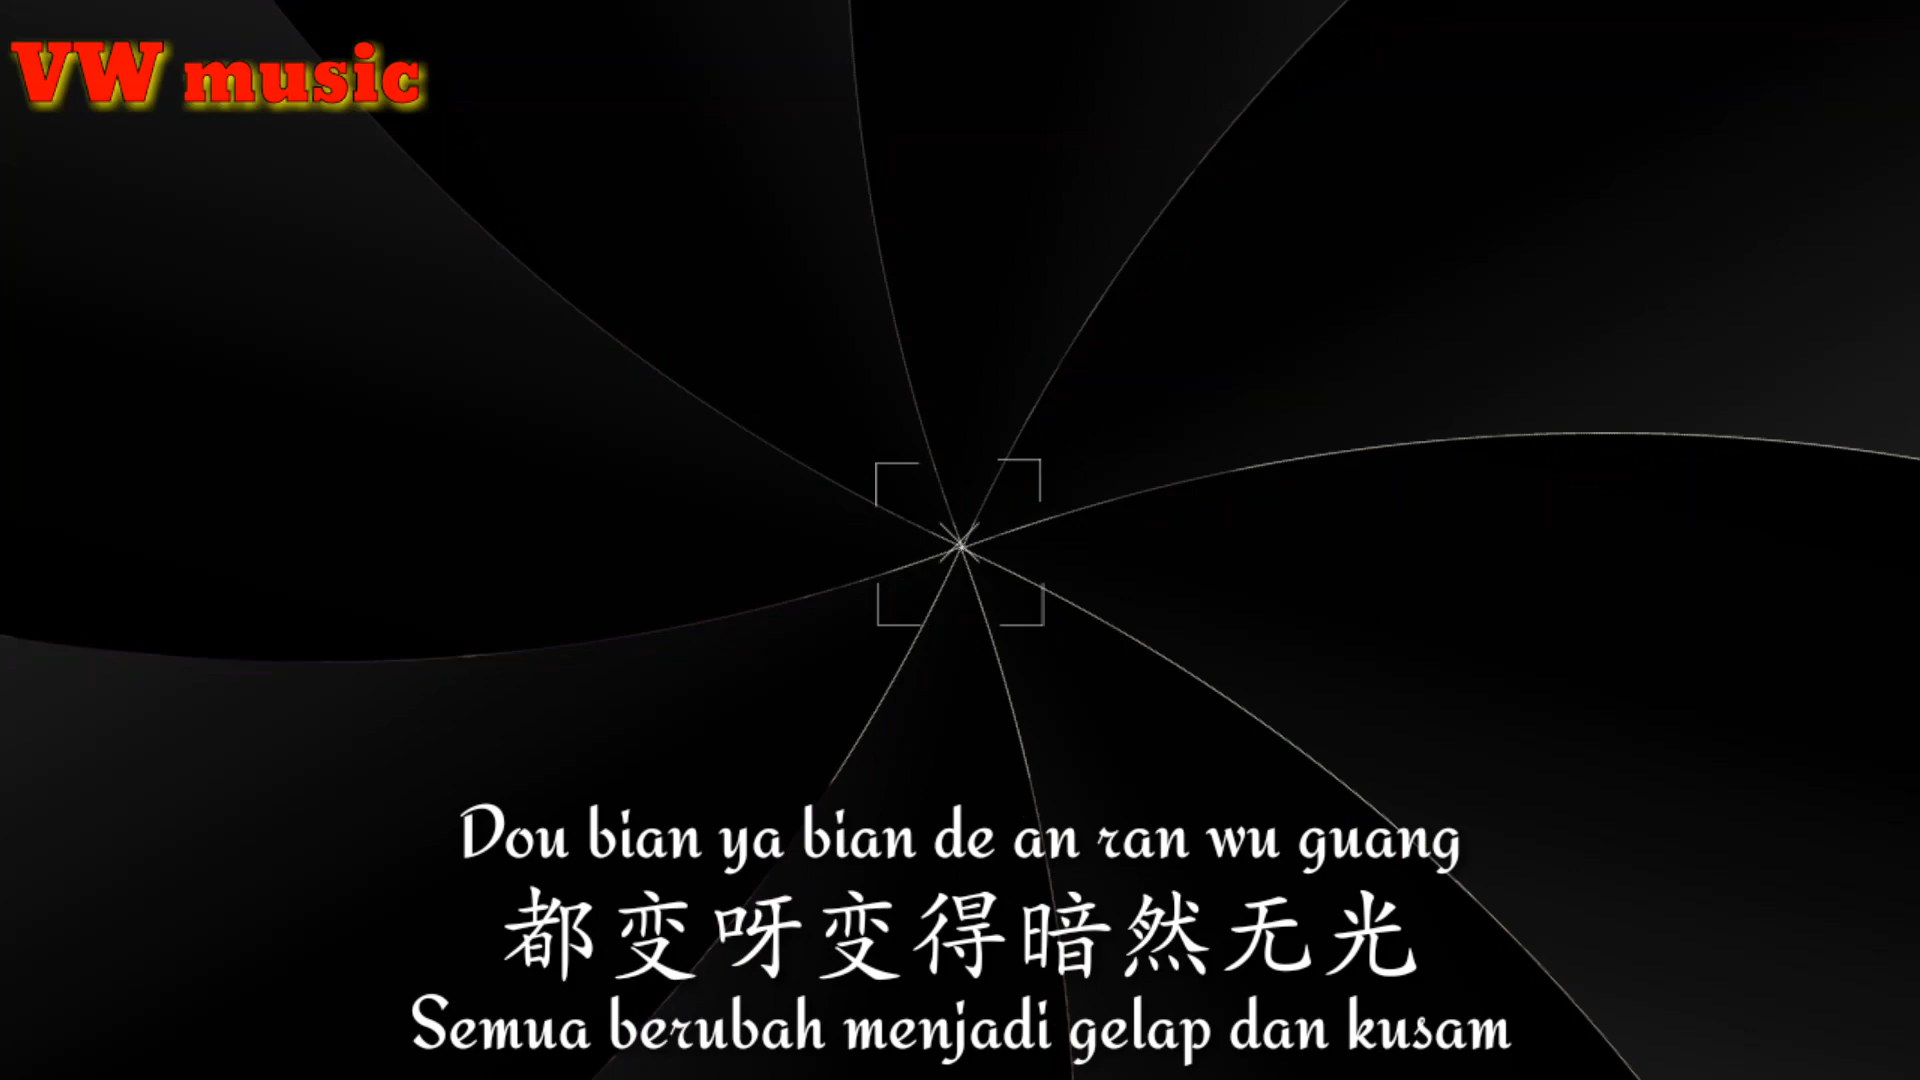 VW music
Dou bian ya bian de an ran wu guang
都变呀变得暗然无光
Semua berubah menjadi gelap dan kusam